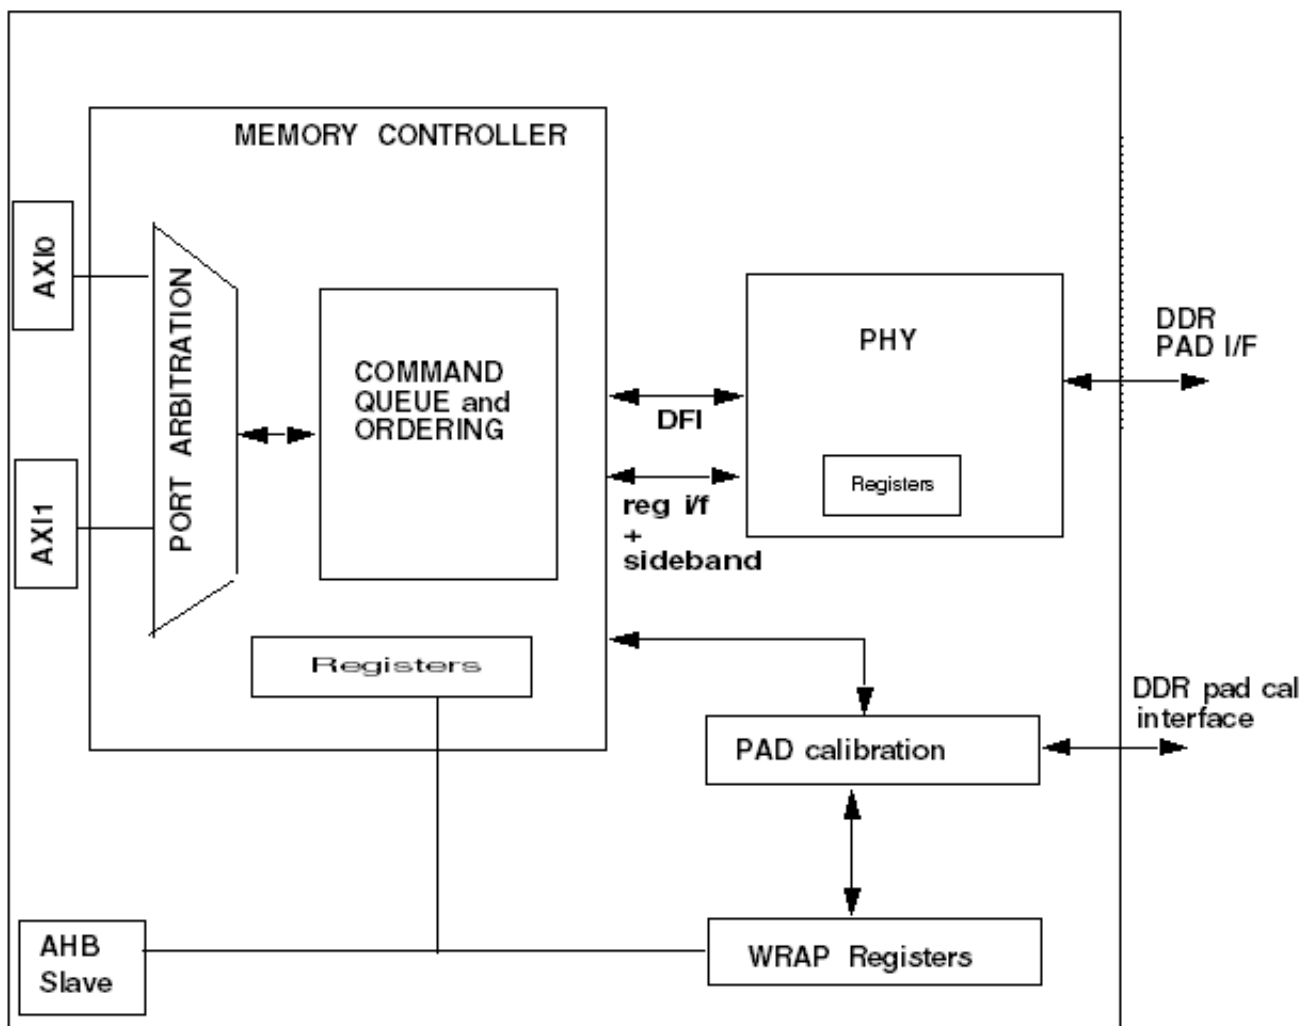 MEMORY CONTROLLER
AXI0
AXI1
PORT ARBITRATION
COMMAND
QUEUE and
ORDERING
Registers
DFI
reg i/f
+
sideband
PHY
Registers
DDR
PAD I/F
DDR pad cal
interface
PAD calibration
AHB
Slave
WRAP Registers